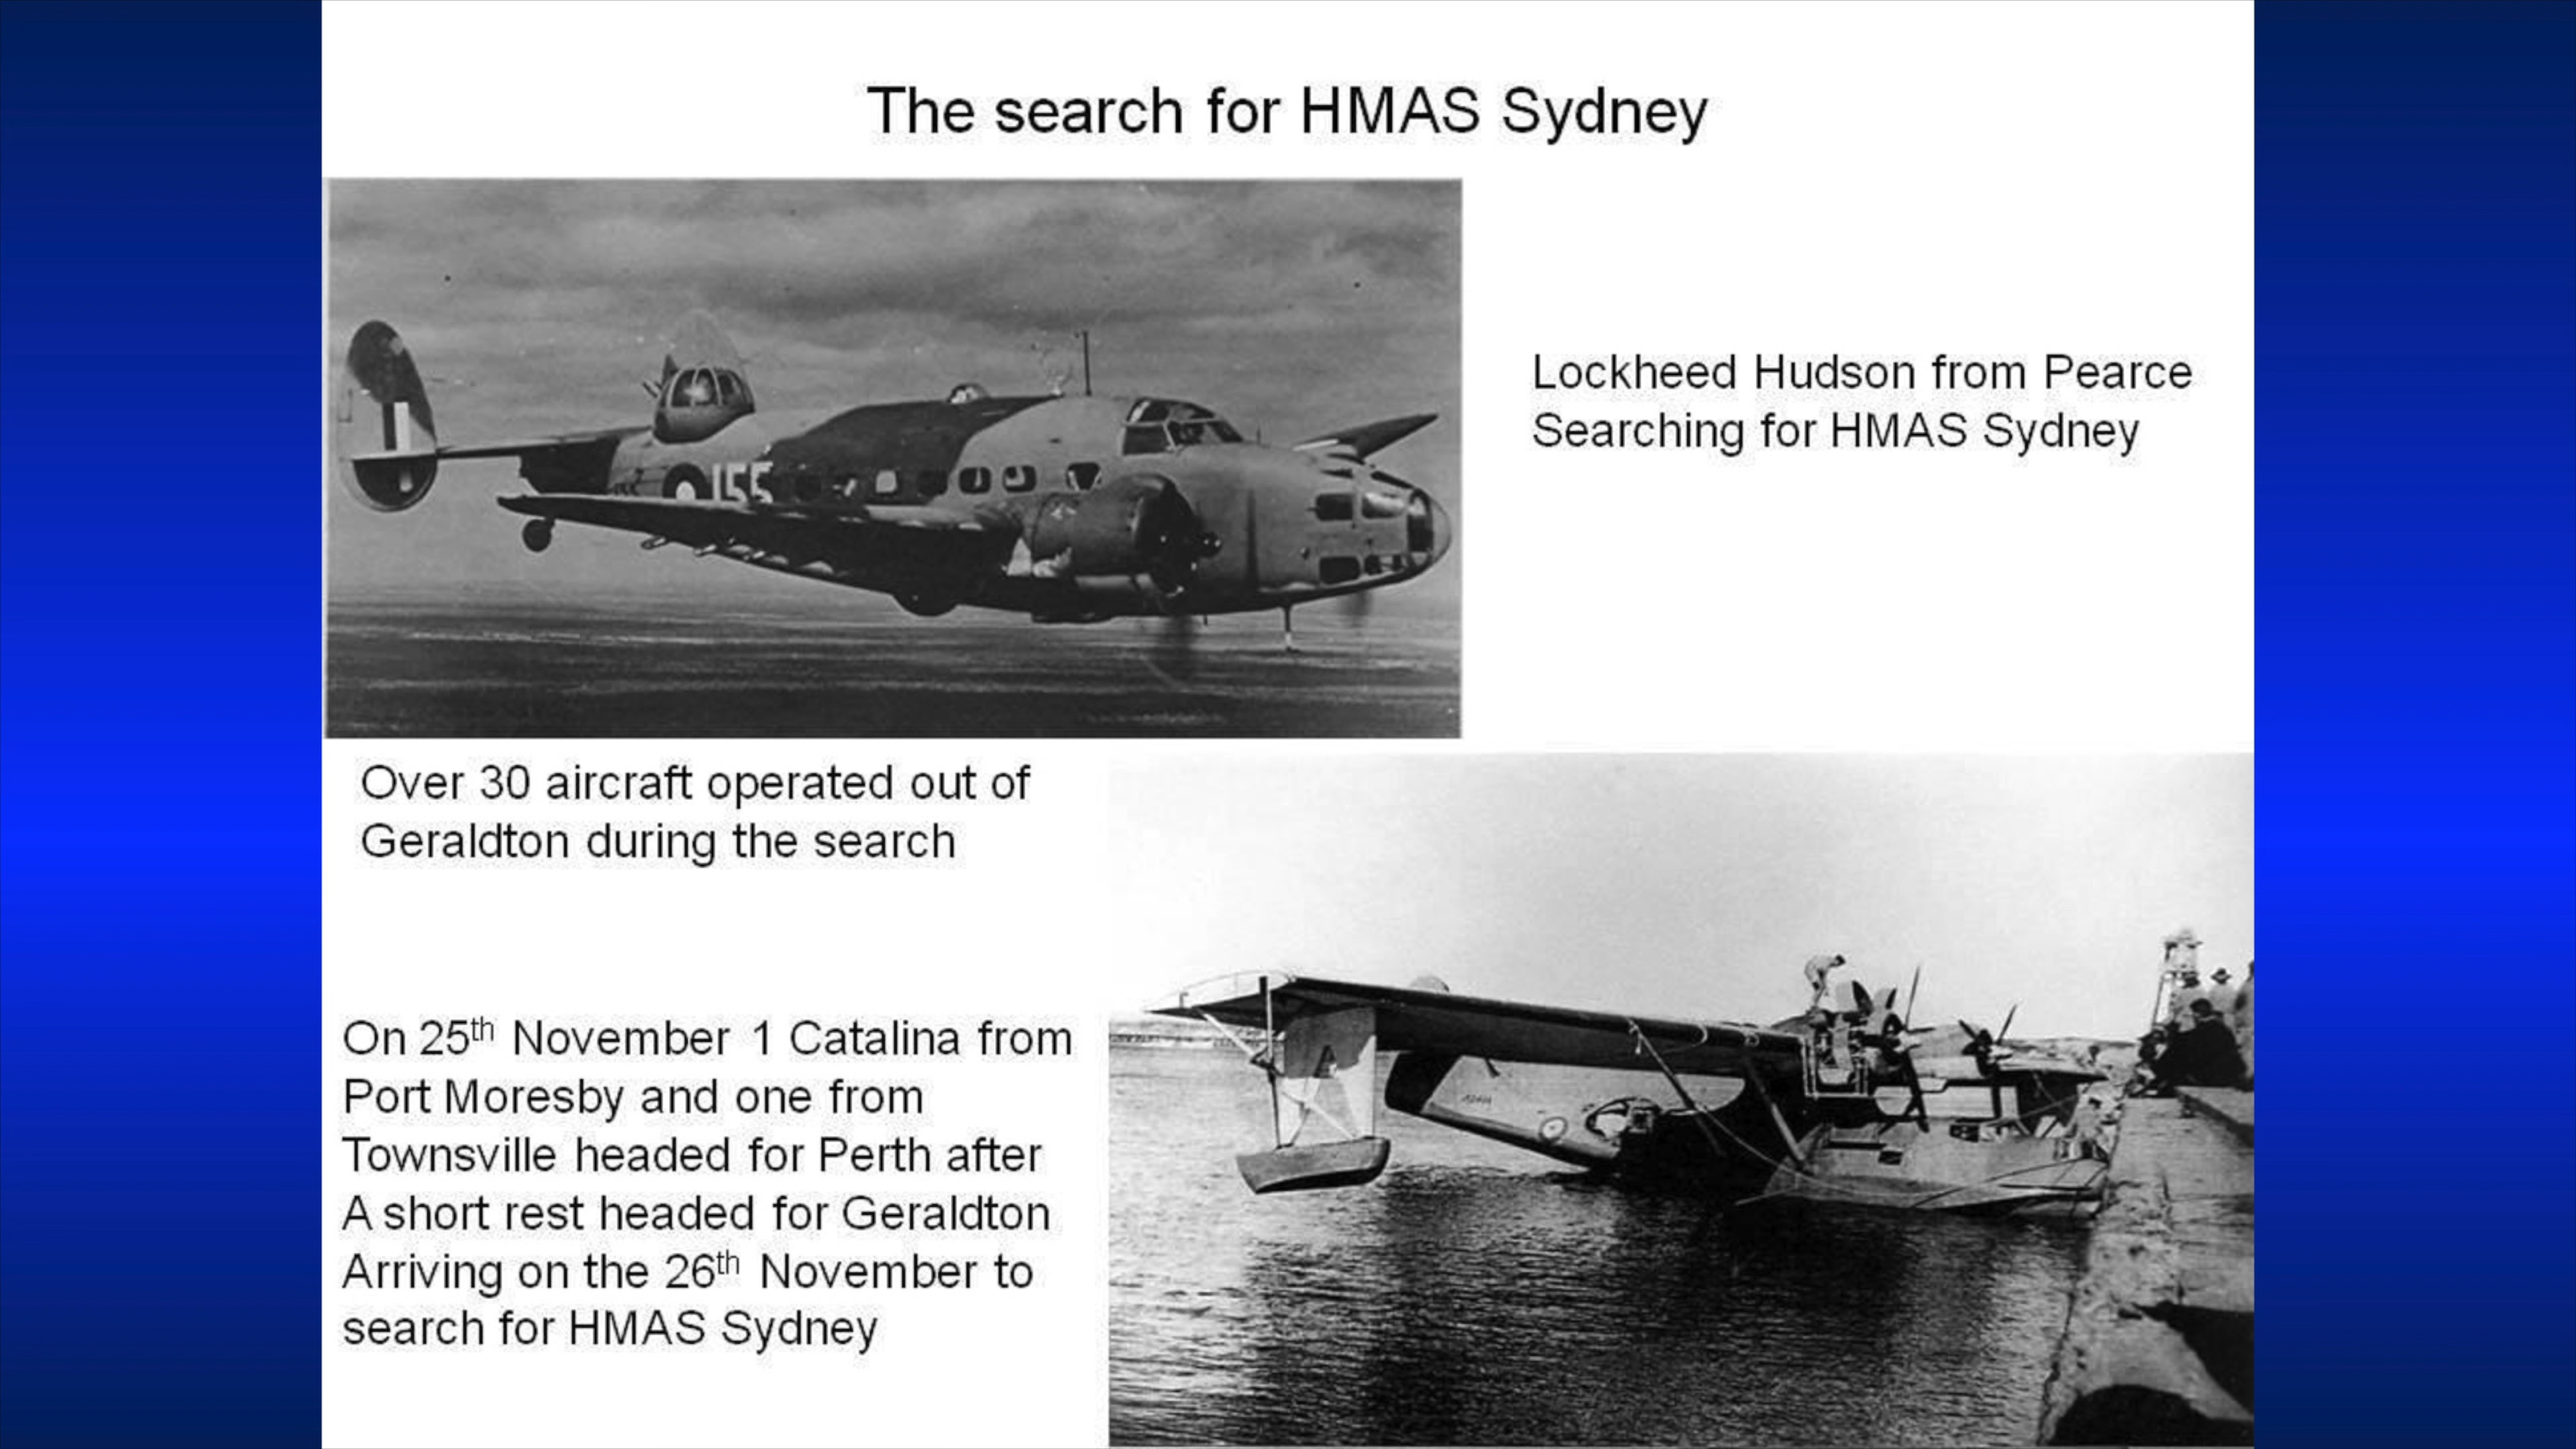 The search for HMAS Sydney
155
Lockheed Hudson from Pearce
Searching for HMAS Sydney
Over 30 aircraft operated out of
Geraldton during the search
On 25th November 1 Catalina from
Port Moresby and one from
Townsville headed for Perth after
A short rest headed for Geraldton
Arriving on the 26th November to
search for HMAS Sydney